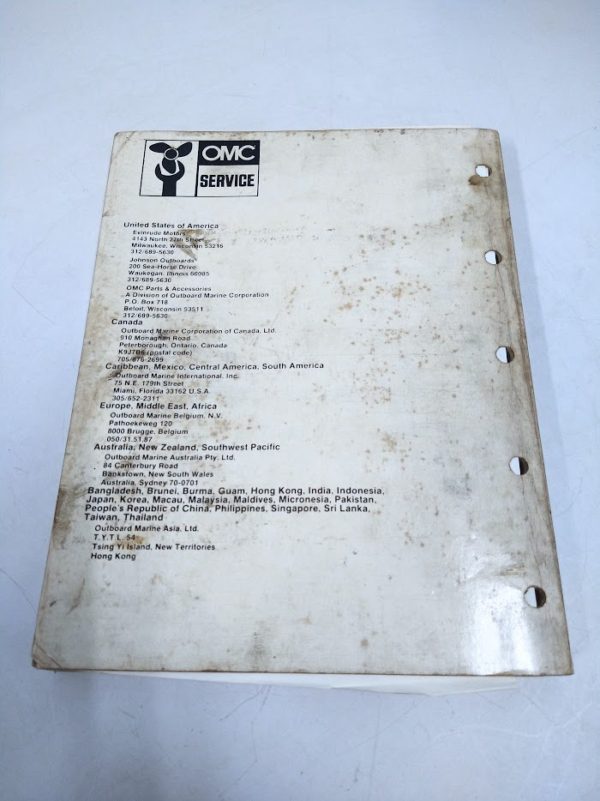 OMC
SERVICE
United States of America
Evinrude Motors
4143 North 27th Street
Milwaukee, Wisconsin 53216
312/689-5630
Johnson Outboards
200 Sea-Horse Drive
Waukegan, Illinois 60085
312/689-5630
OMC Parts & Accessories
A Division of Outboard Marine Corporation
P.O. Box 718
Beloit, Wisconsin 53511
312/689-5630
Canada
Outboard Marine Corporation of Canada, Ltd.
910 Monaghan Road
Peterborough, Ontario, Canada
(postal code)
705/876-2699
Caribbean, Mexico, Central America, South America
Outboard Marine International, Inc.
75 N.E. 179th Street
Miami, Florida 33162 U.S.A.
305/652-2311
Europe, Middle East, Africa
Outboard Marine Belgium, N.V.
Pathoekeweg 120
8000 Brugge, Belgium
050/31.51.87
Australia, New Zealand, Southwest Pacific
Outboard Marine Australia Pty. Ltd.
84 Canterbury Road
Bankstown, New South Wales
Australia, Sydney 70-0701
Bangladesh, Brunei, Burma, Guam, Hong Kong, India, Indonesia,
Japan, Korea, Macau, Malaysia, Maldives, Micronesia, Pakistan,
People's Republic of China, Philippines, Singapore, Sri Lanka,
Taiwan, Thailand
Outboard Marine Asia, Ltd.
T.Y.T.L. 54
Tsing Yi Island, New Territories
Hong Kong